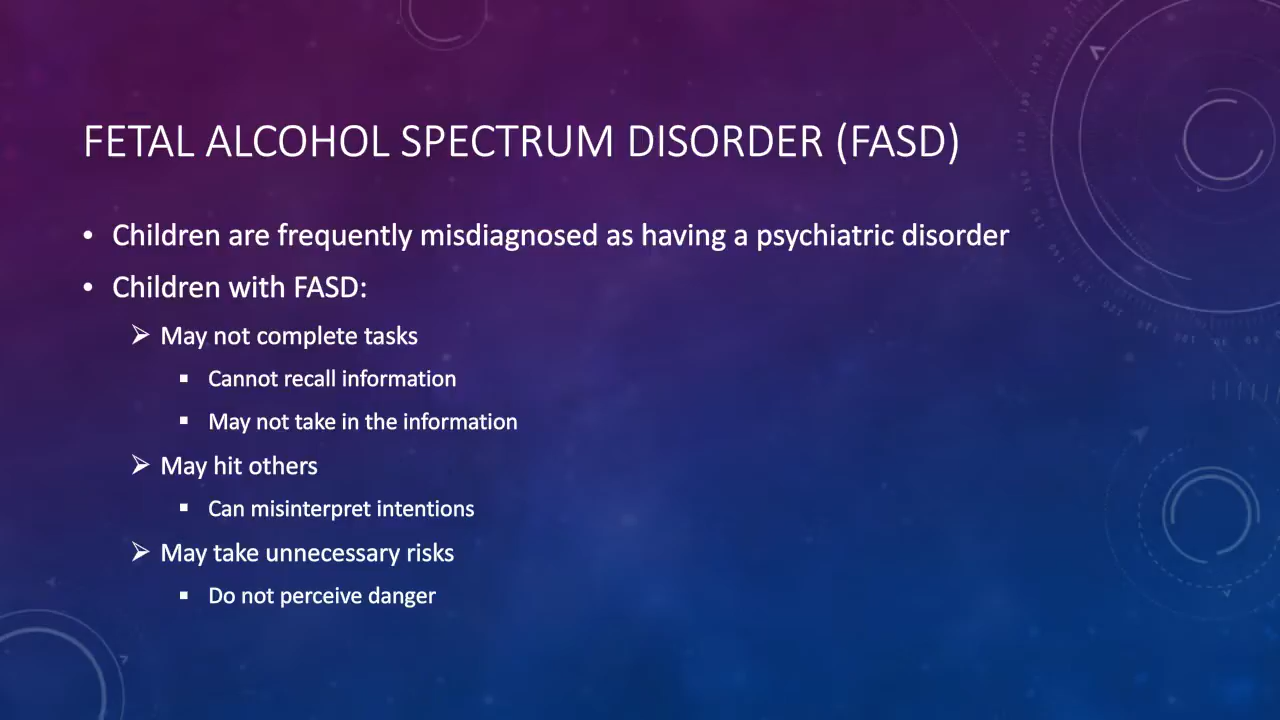 FETAL ALCOHOL SPECTRUM DISORDER (FASD)
• Children are frequently misdiagnosed as having a psychiatric disorder
• Children with FASD:
➢ May not complete tasks
▪ Cannot recall information
▪ May not take in the information
➢ May hit others
▪ Can misinterpret intentions
➢ May take unnecessary risks
▪ Do not perceive danger